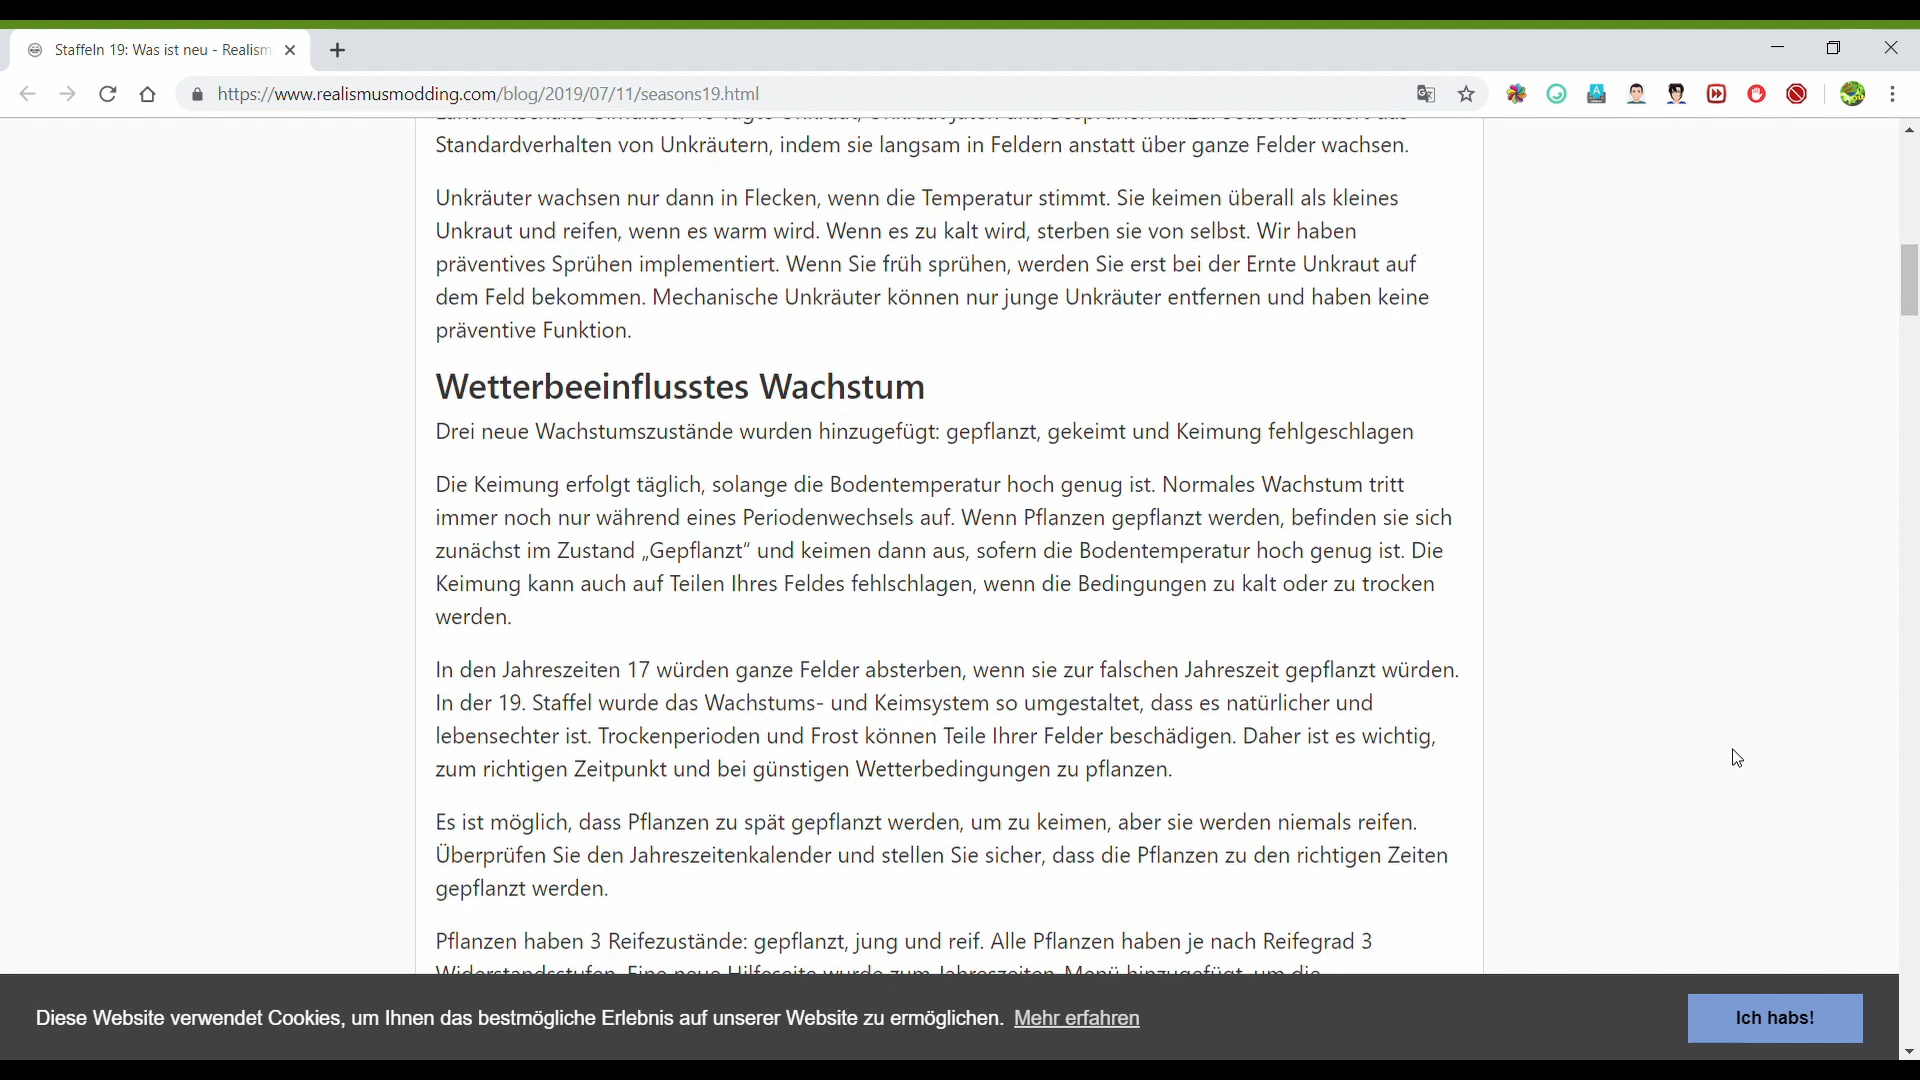 Staffeln 19: Was ist neu - Realism
https://www.realismusmodding.com/blog/2019/07/11/seasons19.html
Standardverhalten von Unkräutern, indem sie langsam in Feldern anstatt über ganze Felder wachsen.
Unkräuter wachsen nur dann in Flecken, wenn die Temperatur stimmt. Sie keimen überall als kleines
Unkraut und reifen, wenn es warm wird. Wenn es zu kalt wird, sterben sie von selbst. Wir haben
präventives Sprühen implementiert. Wenn Sie früh sprühen, werden Sie erst bei der Ernte Unkraut auf
dem Feld bekommen. Mechanische Unkräuter können nur junge Unkräuter entfernen und haben keine
präventive Funktion.
Wetterbeeinflusstes Wachstum
Drei neue Wachstumszustände wurden hinzugefügt: gepflanzt, gekeimt und Keimung fehlgeschlagen
Die Keimung erfolgt täglich, solange die Bodentemperatur hoch genug ist. Normales Wachstum tritt
immer noch nur während eines Periodenwechsels auf. Wenn Pflanzen gepflanzt werden, befinden sie sich
zunächst im Zustand „Gepflanzt“ und keimen dann aus, sofern die Bodentemperatur hoch genug ist. Die
Keimung kann auch auf Teilen Ihres Feldes fehlschlagen, wenn die Bedingungen zu kalt oder zu trocken
werden.
In den Jahreszeiten 17 würden ganze Felder absterben, wenn sie zur falschen Jahreszeit gepflanzt würden.
In der 19. Staffel wurde das Wachstums- und Keimsystem so umgestaltet, dass es natürlicher und
lebensechter ist. Trockenperioden und Frost können Teile Ihrer Felder beschädigen. Daher ist es wichtig,
zum richtigen Zeitpunkt und bei günstigen Wetterbedingungen zu pflanzen.
Es ist möglich, dass Pflanzen zu spät gepflanzt werden, um zu keimen, aber sie werden niemals reifen.
Überprüfen Sie den Jahreszeitenkalender und stellen Sie sicher, dass die Pflanzen zu den richtigen Zeiten
gepflanzt werden.
Pflanzen haben 3 Reifezustände: gepflanzt, jung und reif. Alle Pflanzen haben je nach Reifegrad 3
Widerstandsstufen. Eine neue Hilfeseite wurde zum Jahreszeiten-Menü hinzugefügt, um die
Diese Website verwendet Cookies, um Ihnen das bestmögliche Erlebnis auf unserer Website zu ermöglichen. Mehr erfahren
Ich habs!